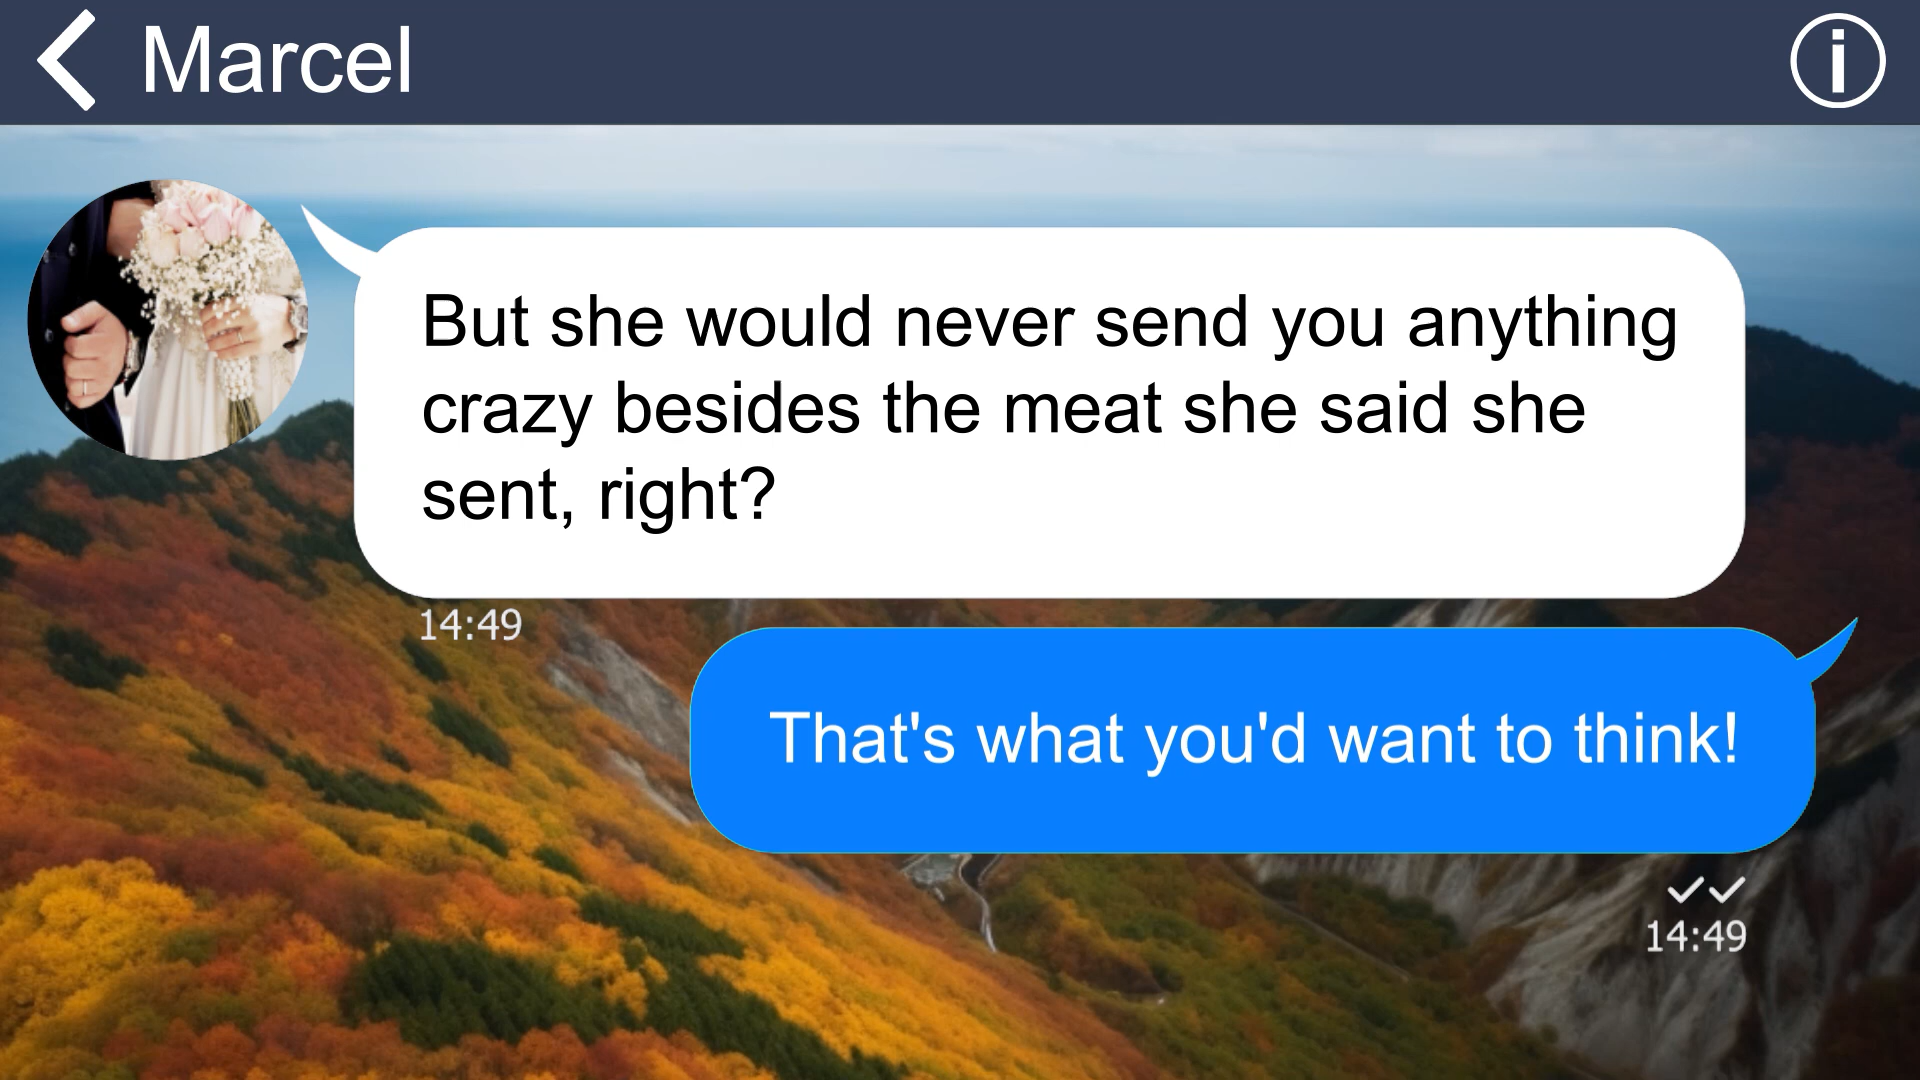 Marcel
But she would never send you anything
crazy besides the meat she said she
sent, right?
14:49
That's what you'd want to think!
14:49